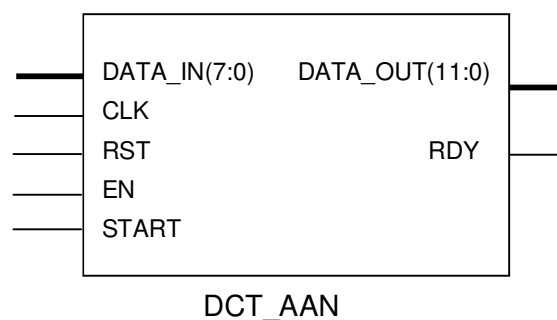 DATA_IN(7:0) DATA_OUT(11:0)
CLK
RST RDY
EN
START
DCT_AAN